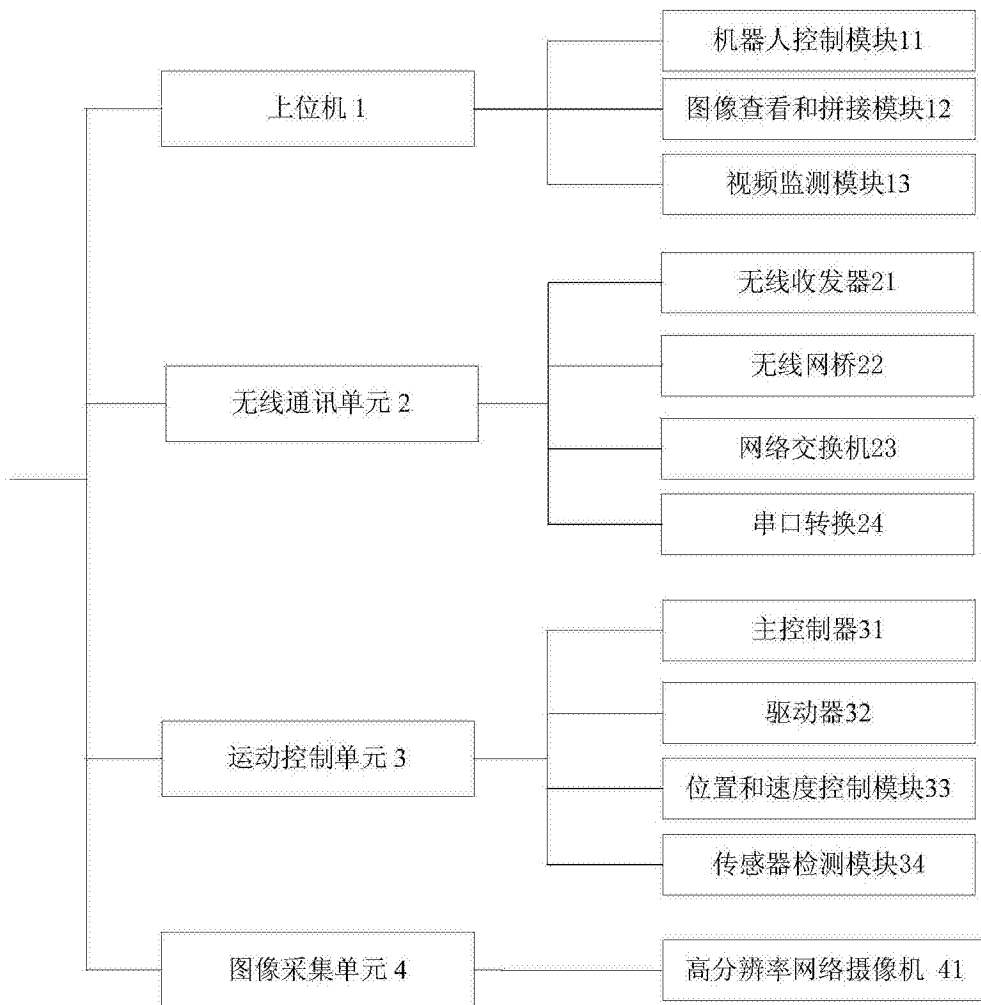 上位机 1
机器人控制模块11
图像查看和拼接模块12
视频监测模块13
无线通讯单元 2
无线收发器21
无线网桥22
网络交换机23
串口转换24
运动控制单元 3
主控制器31
驱动器32
位置和速度控制模块33
传感器检测模块34
图像采集单元 4
高分辨率网络摄像机 41